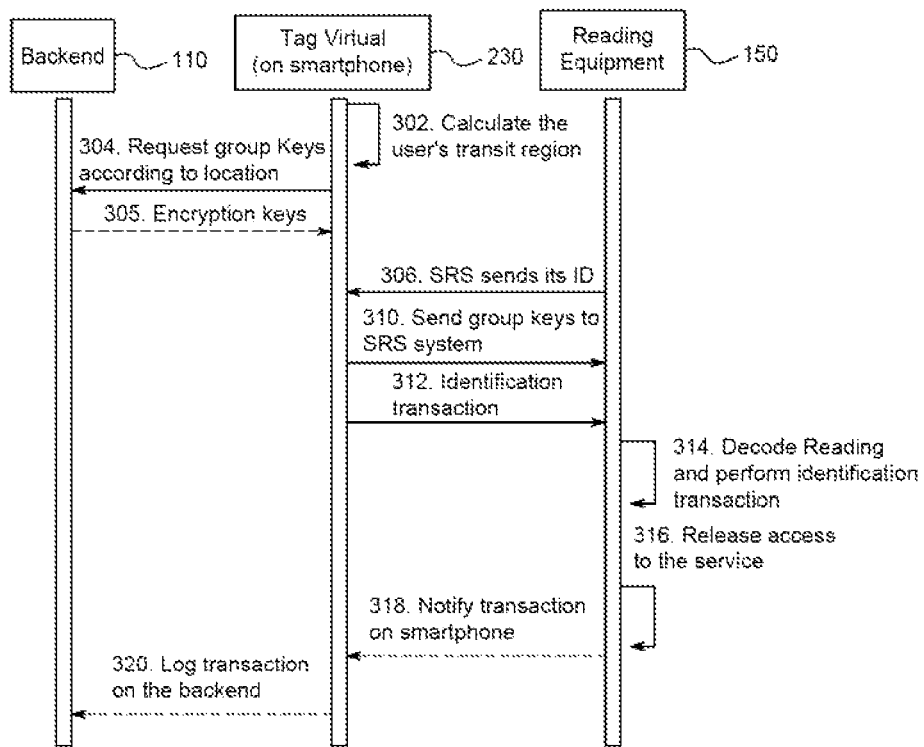 Backend
110
Tag Virtual
(on smartphone)
230
Reading
Equipment
150
302. Calculate the
user's transit region
304. Request group Keys
according to location
305. Encryption keys
306. SRS sends its ID
310. Send group keys to
SRS system
312. Identification
transaction
314. Decode Reading
and perform identification
transaction
316. Release access
to the service
318. Notify transaction
on smartphone
320. Log transaction
on the backend